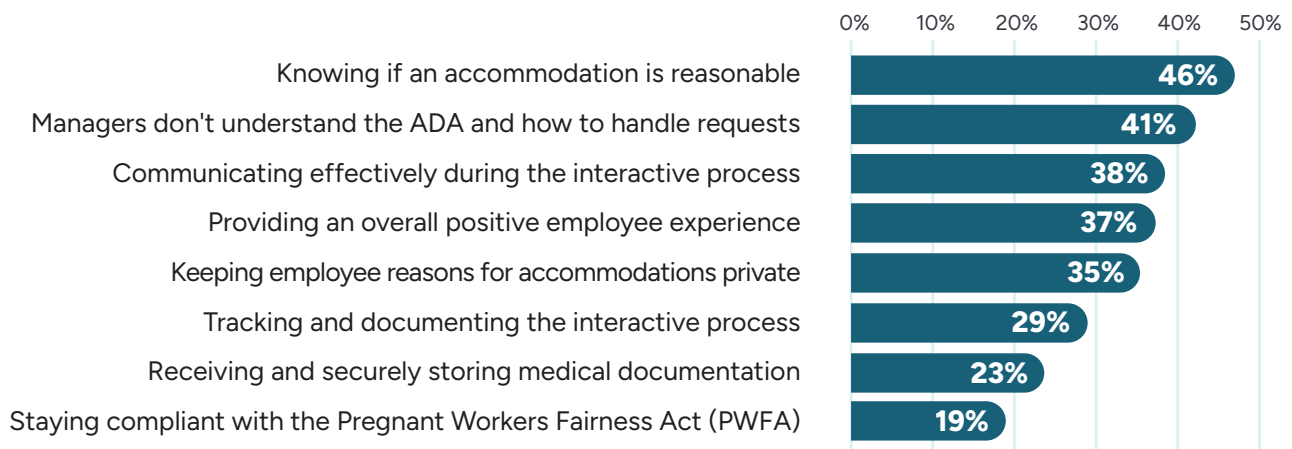 0% 10% 20% 30% 40% 50%
Knowing if an accommodation is reasonable 46%
Managers don't understand the ADA and how to handle requests 41%
Communicating effectively during the interactive process 38%
Providing an overall positive employee experience 37%
Keeping employee reasons for accommodations private 35%
Tracking and documenting the interactive process 29%
Receiving and securely storing medical documentation 23%
Staying compliant with the Pregnant Workers Fairness Act (PWFA) 19%